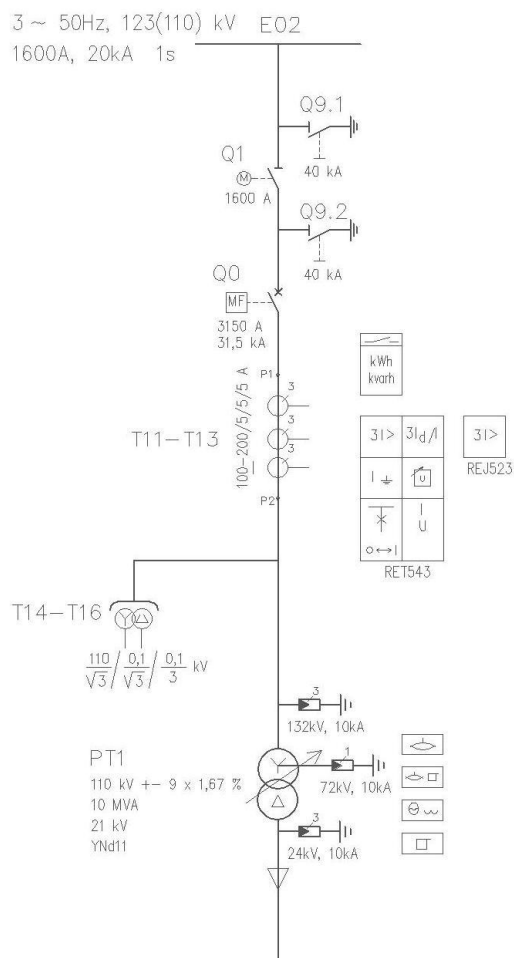 3 ~ 50Hz, 123(110) kV E02
1600A, 20kA 1s
Q9.1
Q1
M
40 kA
1600 A
Q9.2
40 kA
Q0
MF
3150 A
31,5 kA
P1
100-200/5/5/5 A
3
3
3
T11-T13
P2
kWh
kvarh
3I> 3Id/I 3I>
REJ523
I U
I
U
O↔I
RET543
T14-T16
110/√3 / 0,1/√3 / 0,1/3 kV
3
132kV, 10kA
PT1
110 kV +- 9 x 1,67 %
10 MVA
21 kV
YNd11
1
72kV, 10kA
3
24kV, 10kA